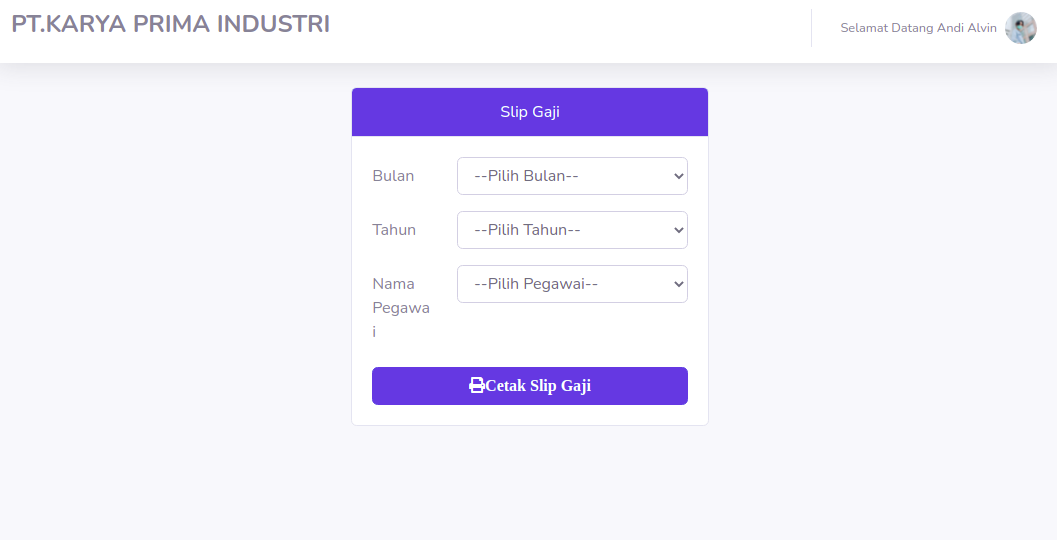 PT.KARYA PRIMA INDUSTRI
Selamat Datang Andi Alvin
Slip Gaji
Bulan
--Pilih Bulan--
Tahun
--Pilih Tahun--
Nama
Pegawa
i
--Pilih Pegawai--
Cetak Slip Gaji